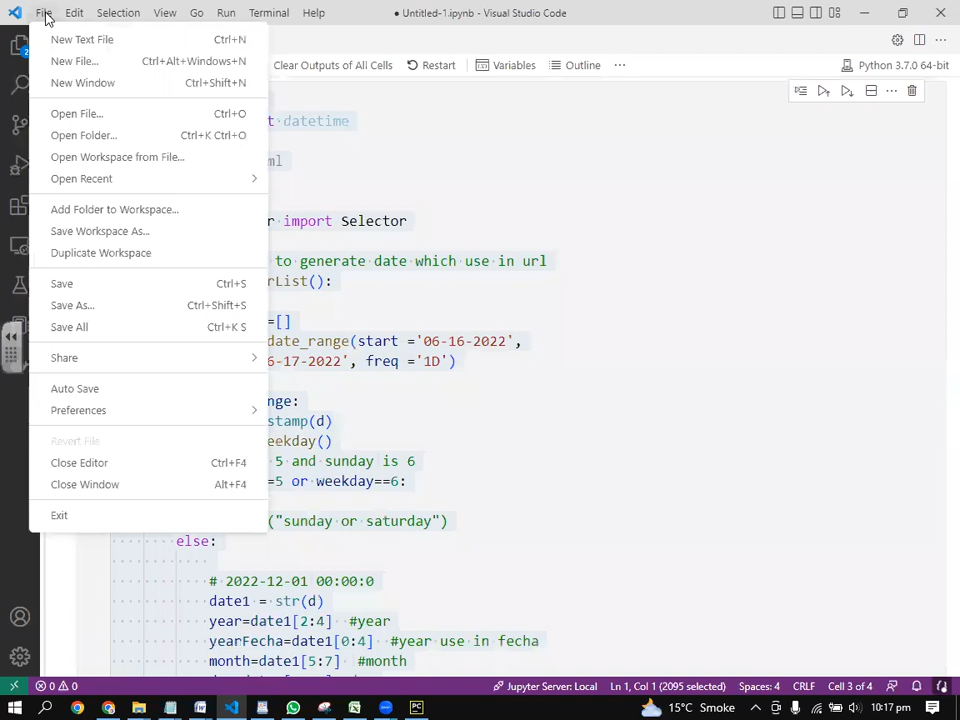 File Edit Selection View Go Run Terminal Help ● Untitled-1.ipynb - Visual Studio Code
Clear Outputs of All Cells Restart Variables Outline ··· Python 3.7.0 64-bit
New Text File Ctrl+N
New File... Ctrl+Alt+Windows+N
New Window Ctrl+Shift+N
Open File... Ctrl+O
Open Folder... Ctrl+K Ctrl+O
Open Workspace from File...
Open Recent
Add Folder to Workspace...
Save Workspace As...
Duplicate Workspace
Save Ctrl+S
Save As... Ctrl+Shift+S
Save All Ctrl+K S
Share
Auto Save
Preferences
Revert File
Close Editor Ctrl+F4
Close Window Alt+F4
Exit
t datetime
ml
r import Selector
to generate date which use in url
rList():
=[]
date_range(start ='06-16-2022',
6-17-2022', freq ='1D')
nge:
stamp(d)
eekday()
5 and sunday is 6
==5 or weekday==6:
("sunday or saturday")
else:
# 2022-12-01 00:00:0
date1 = str(d)
year=date1[2:4] #year
yearFecha=date1[0:4] #year use in fecha
month=date1[5:7] #month
0 0 Jupyter Server: Local Ln 1, Col 1 (2095 selected) Spaces: 4 CRLF Cell 3 of 4
15°C Smoke 10:17 pm